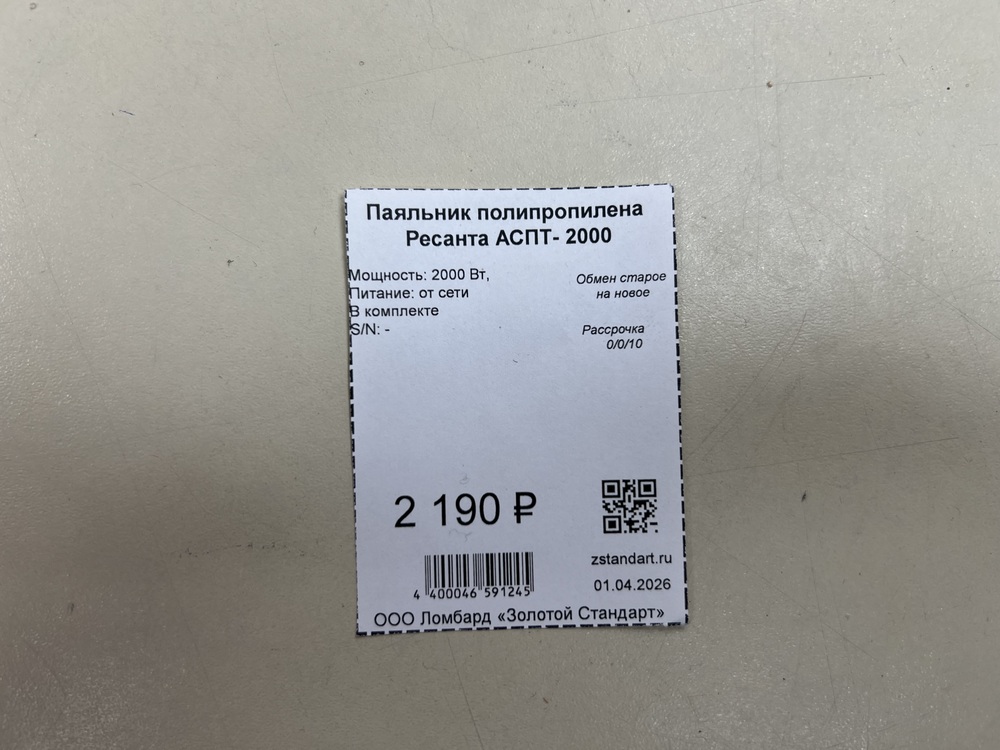 Паяльник полипропилена
Ресанта АСПТ- 2000
Мощность: 2000 Вт,
Питание: от сети
В комплекте
S/N: -
Обмен старое
на новое
Рассрочка
0/0/10
2 190 ₽
4 400046 591245
zstandart.ru
01.04.2026
ООО Ломбард «Золотой Стандарт»